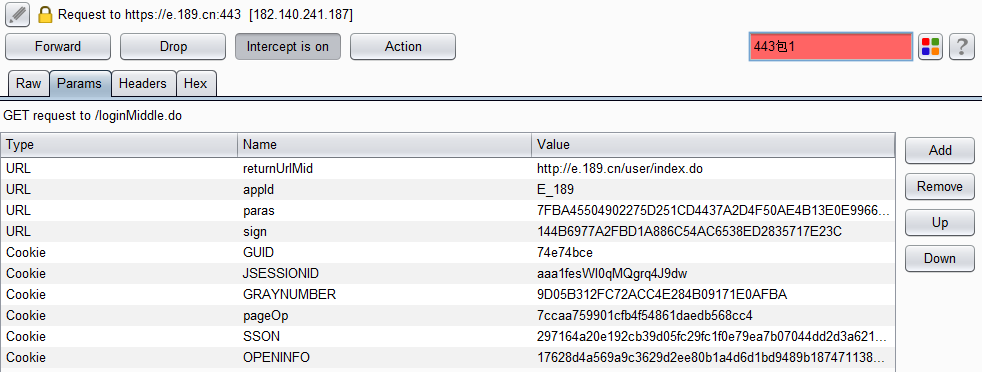 Request to https://e.189.cn:443 [182.140.241.187]
Forward Drop Intercept is on Action 443包1 ?
Raw Params Headers Hex
GET request to /loginMiddle.do
Type Name Value
URL returnUrlMid http://e.189.cn/user/index.do
URL appId E_189
URL paras 7FBA45504902275D251CD4437A2D4F50AE4B13E0E9966...
URL sign 144B6977A2FBD1A886C54AC6538ED2835717E23C
Cookie GUID 74e74bce
Cookie JSESSIONID aaa1fesWI0qMQgrq4J9dw
Cookie GRAYNUMBER 9D05B312FC72ACC4E284B09171E0AFBA
Cookie pageOp 7ccaa759901cfb4f54861daedb568cc4
Cookie SSON 297164a20e192cb39d05fc29fc1f0e79ea7b07044dd2d3a621...
Cookie OPENINFO 17628d4a569a9c3629d2ee80b1a4d6d1bd9489b187471138...
Add
Remove
Up
Down